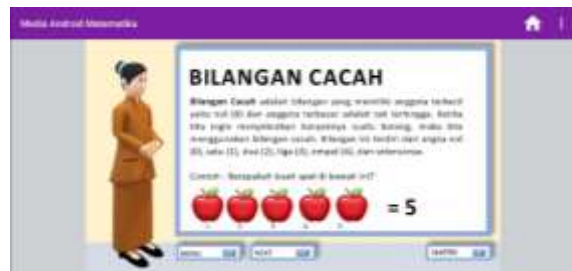 Media Android Matematika
BILANGAN CACAH
Bilangan Cacah adalah bilangan yang memiliki anggota terkecil
yaitu nol (0) dan anggota terbesar adalah tak terhingga. Ketika
kita ingin menyebutkan banyaknya suatu barang, maka kita
menggunakan bilangan cacah. Bilangan ini terdiri dari angka nol
(0), satu (1), dua (2), tiga (3), empat (4), dan seterusnya.
Contoh : Berapakah buah apel di bawah ini?
= 5
MENU
NEXT
MATERI